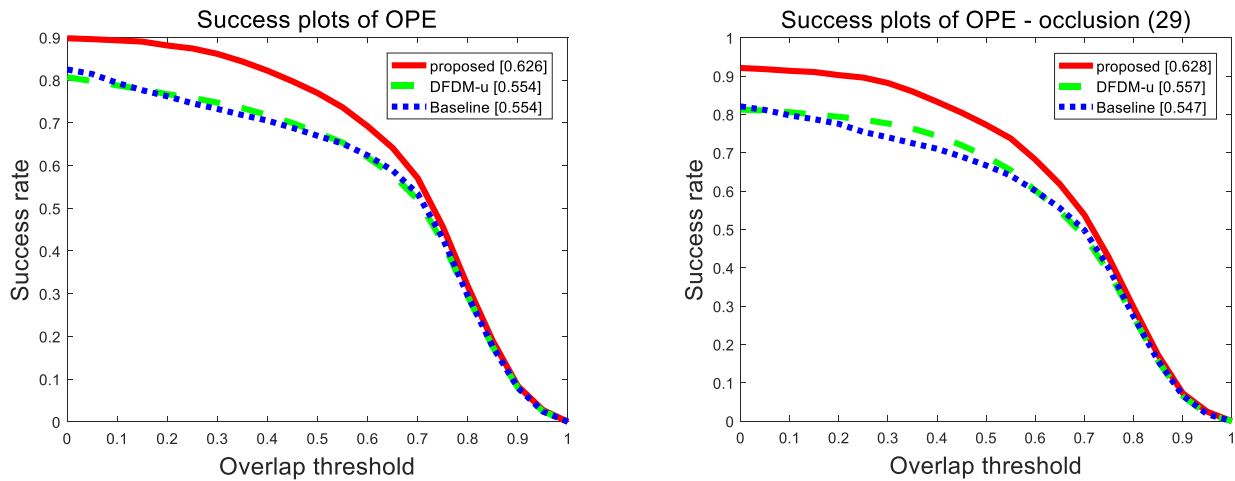 Success plots of OPE
Success rate
0.9
0.8
0.7
0.6
0.5
0.4
0.3
0.2
0.1
0
proposed [0.626]
DFDM-u [0.554]
Baseline [0.554]
0 0.1 0.2 0.3 0.4 0.5 0.6 0.7 0.8 0.9 1
Overlap threshold
Success plots of OPE - occlusion (29)
Success rate
1
0.9
0.8
0.7
0.6
0.5
0.4
0.3
0.2
0.1
0
proposed [0.628]
DFDM-u [0.557]
Baseline [0.547]
0 0.1 0.2 0.3 0.4 0.5 0.6 0.7 0.8 0.9 1
Overlap threshold